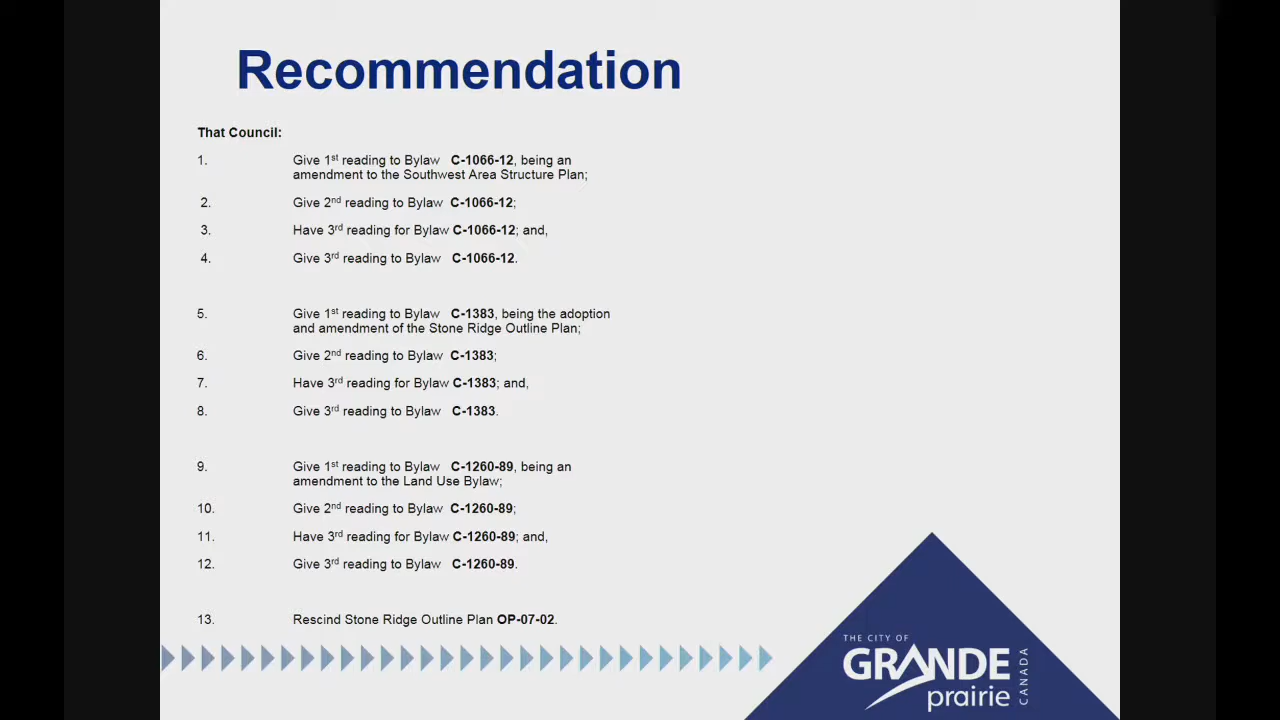 Recommendation
That Council:
1. Give 1st reading to Bylaw C-1066-12, being an
amendment to the Southwest Area Structure Plan;
2. Give 2nd reading to Bylaw C-1066-12;
3. Have 3rd reading for Bylaw C-1066-12; and,
4. Give 3rd reading to Bylaw C-1066-12.
5. Give 1st reading to Bylaw C-1383, being the adoption
and amendment of the Stone Ridge Outline Plan;
6. Give 2nd reading to Bylaw C-1383;
7. Have 3rd reading for Bylaw C-1383; and,
8. Give 3rd reading to Bylaw C-1383.
9. Give 1st reading to Bylaw C-1260-89, being an
amendment to the Land Use Bylaw;
10. Give 2nd reading to Bylaw C-1260-89;
11. Have 3rd reading for Bylaw C-1260-89; and,
12. Give 3rd reading to Bylaw C-1260-89.
13. Rescind Stone Ridge Outline Plan OP-07-02.
THE CITY OF
GRANDE
prairie
CANADA